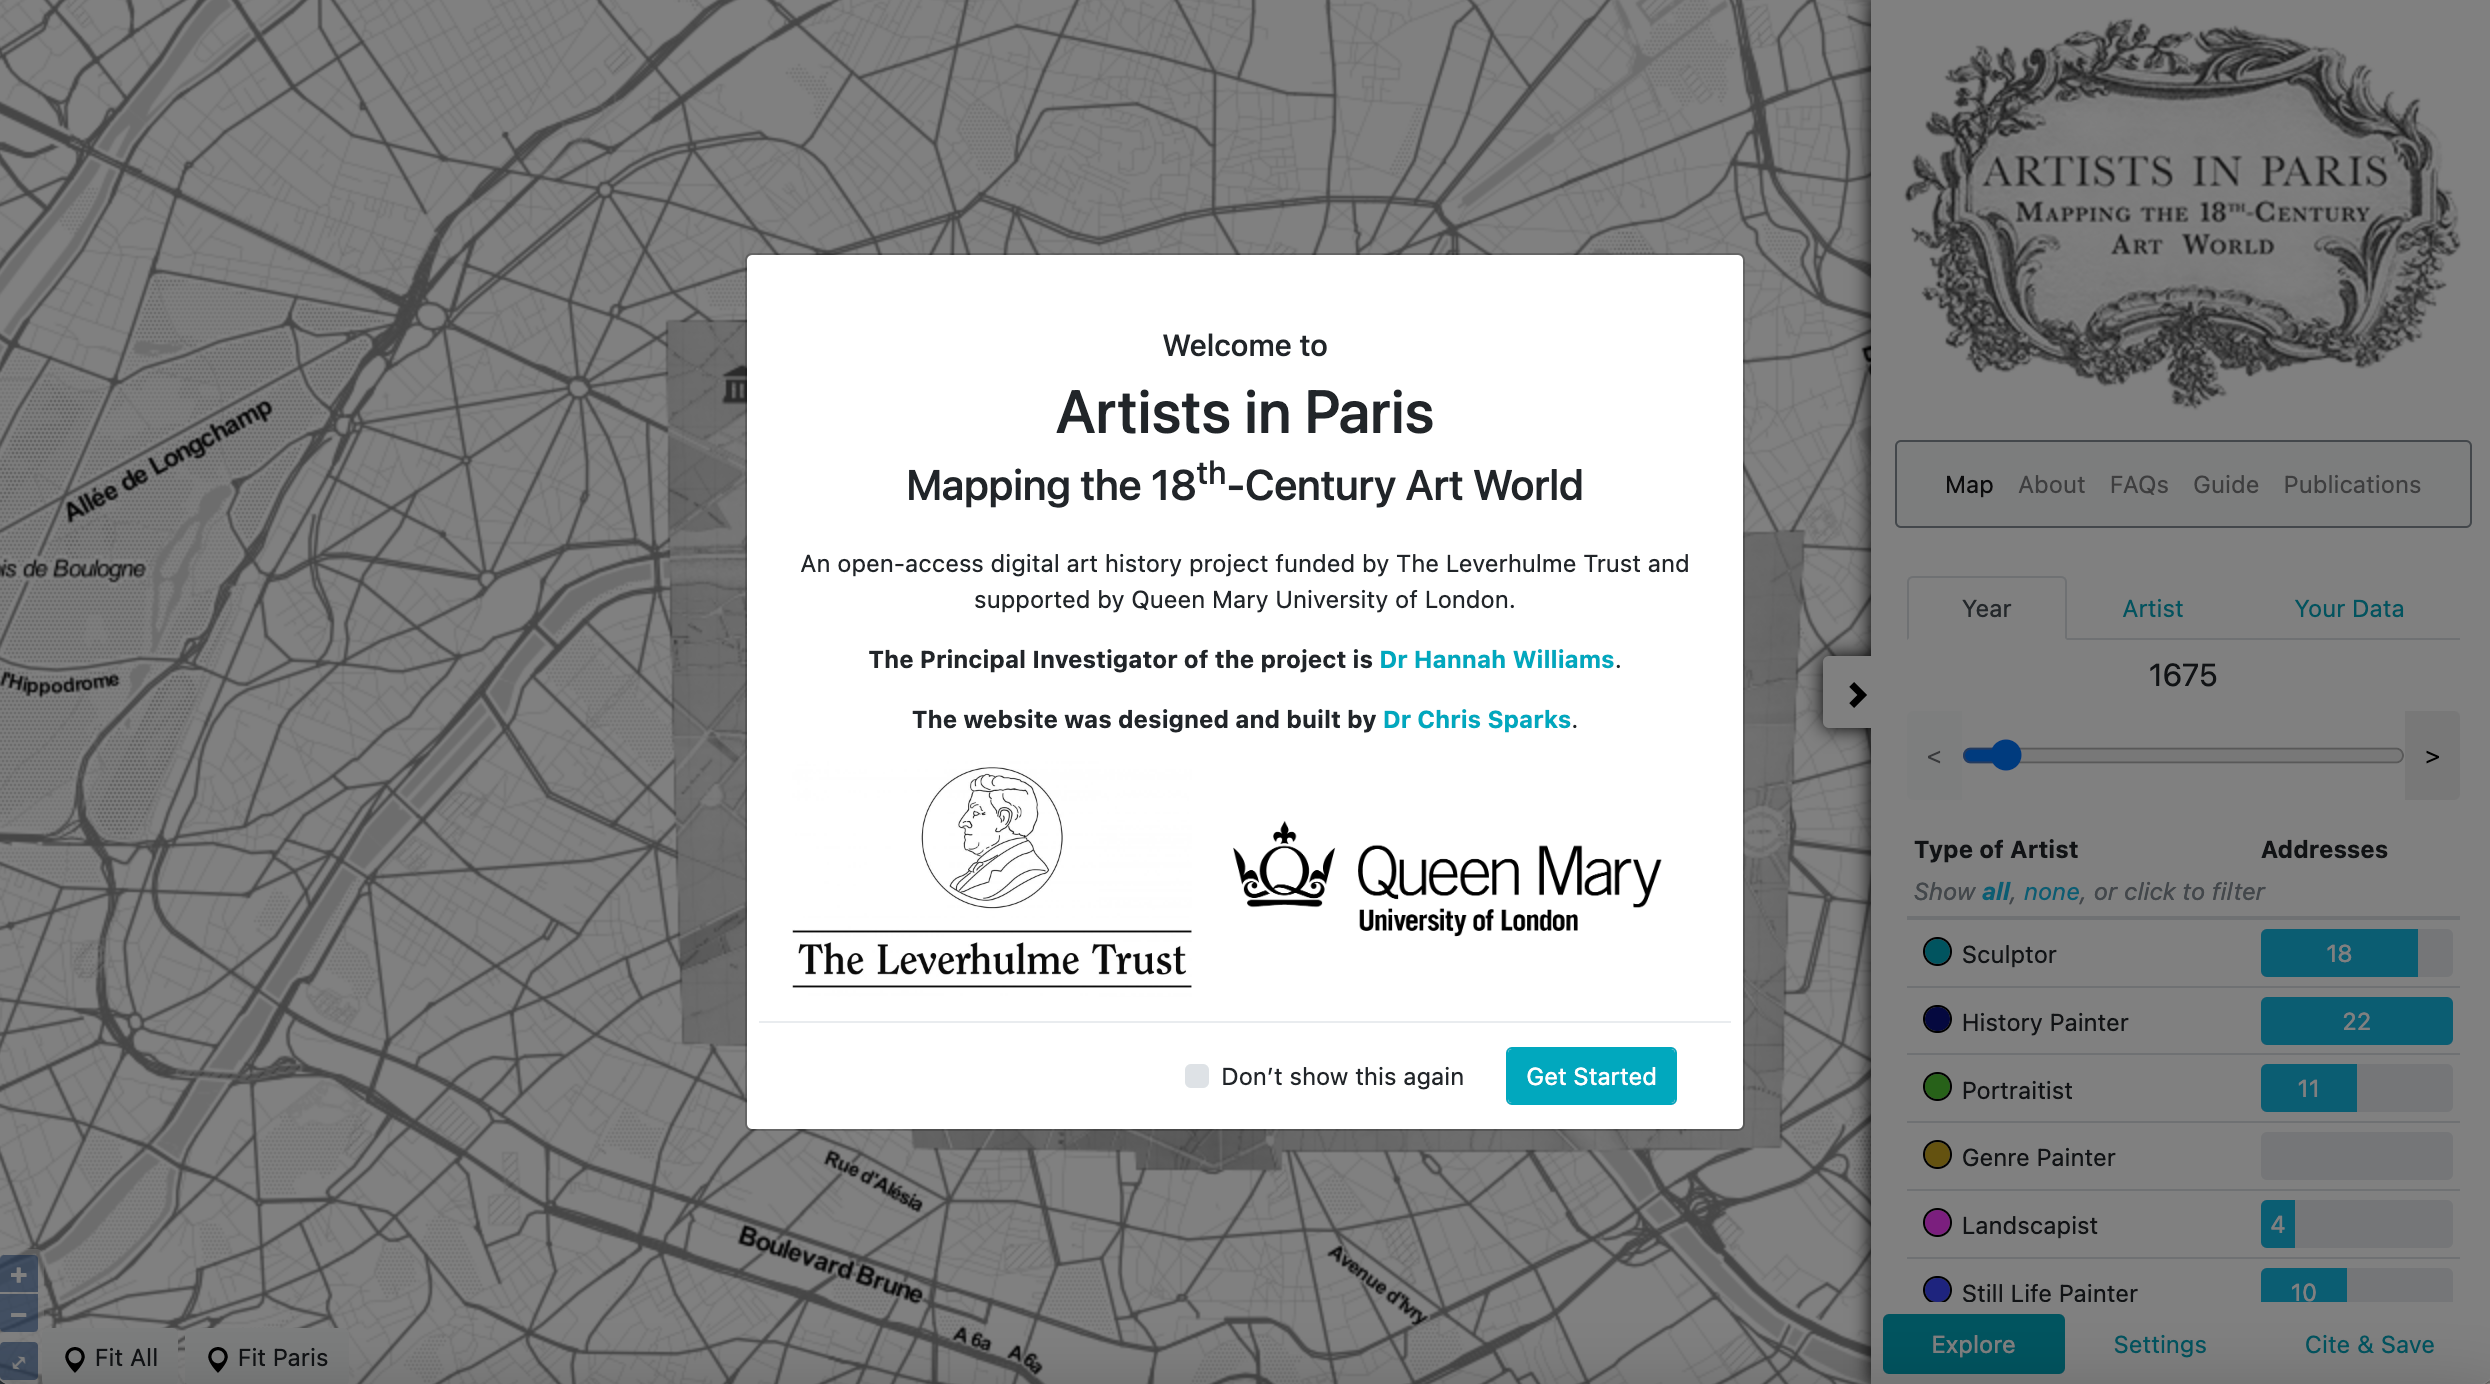 Allée de Longchamp
is de Boulogne
l'Hippodrome
Rue d'Alésia
Boulevard Brune
A 6a
A 6a
Avenue d'Ivry
+
−
Fit All
Fit Paris
Welcome to
Artists in Paris
Mapping the 18th-Century Art World
An open-access digital art history project funded by The Leverhulme Trust and
supported by Queen Mary University of London.
The Principal Investigator of the project is Dr Hannah Williams.
The website was designed and built by Dr Chris Sparks.
The Leverhulme Trust
Queen Mary
University of London
Don't show this again
Get Started
ARTISTS IN PARIS
MAPPING THE 18TH-CENTURY
ART WORLD
Map About FAQs Guide Publications
Year Artist Your Data
1675
< >
Type of Artist Addresses
Show all, none, or click to filter
Sculptor 18
History Painter 22
Portraitist 11
Genre Painter
Landscapist 4
Still Life Painter 10
Explore Settings Cite & Save